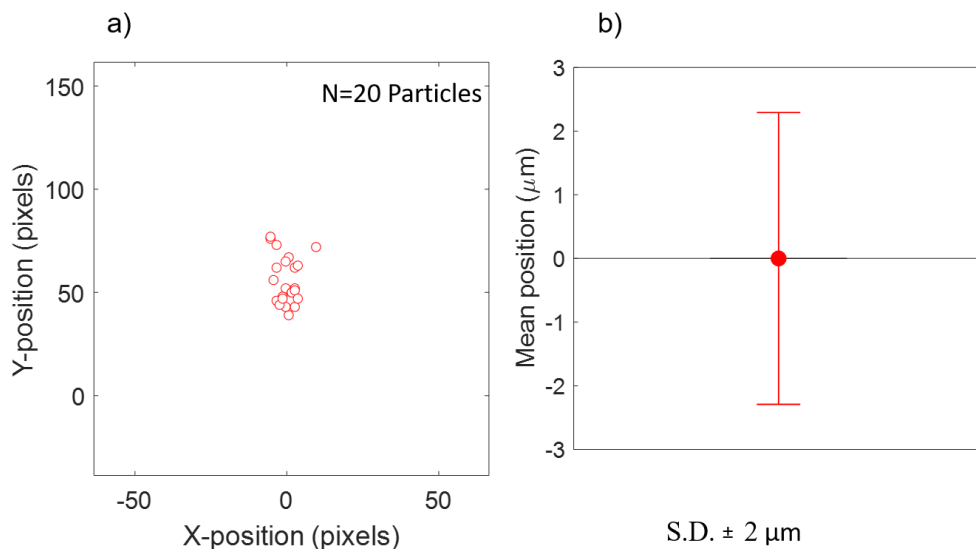 a)
N=20 Particles
150
100
50
0
Y-position (pixels)
-50
0
50
X-position (pixels)
b)
3
2
1
0
-1
-2
-3
Mean position (μm)
S.D. ± 2 μm